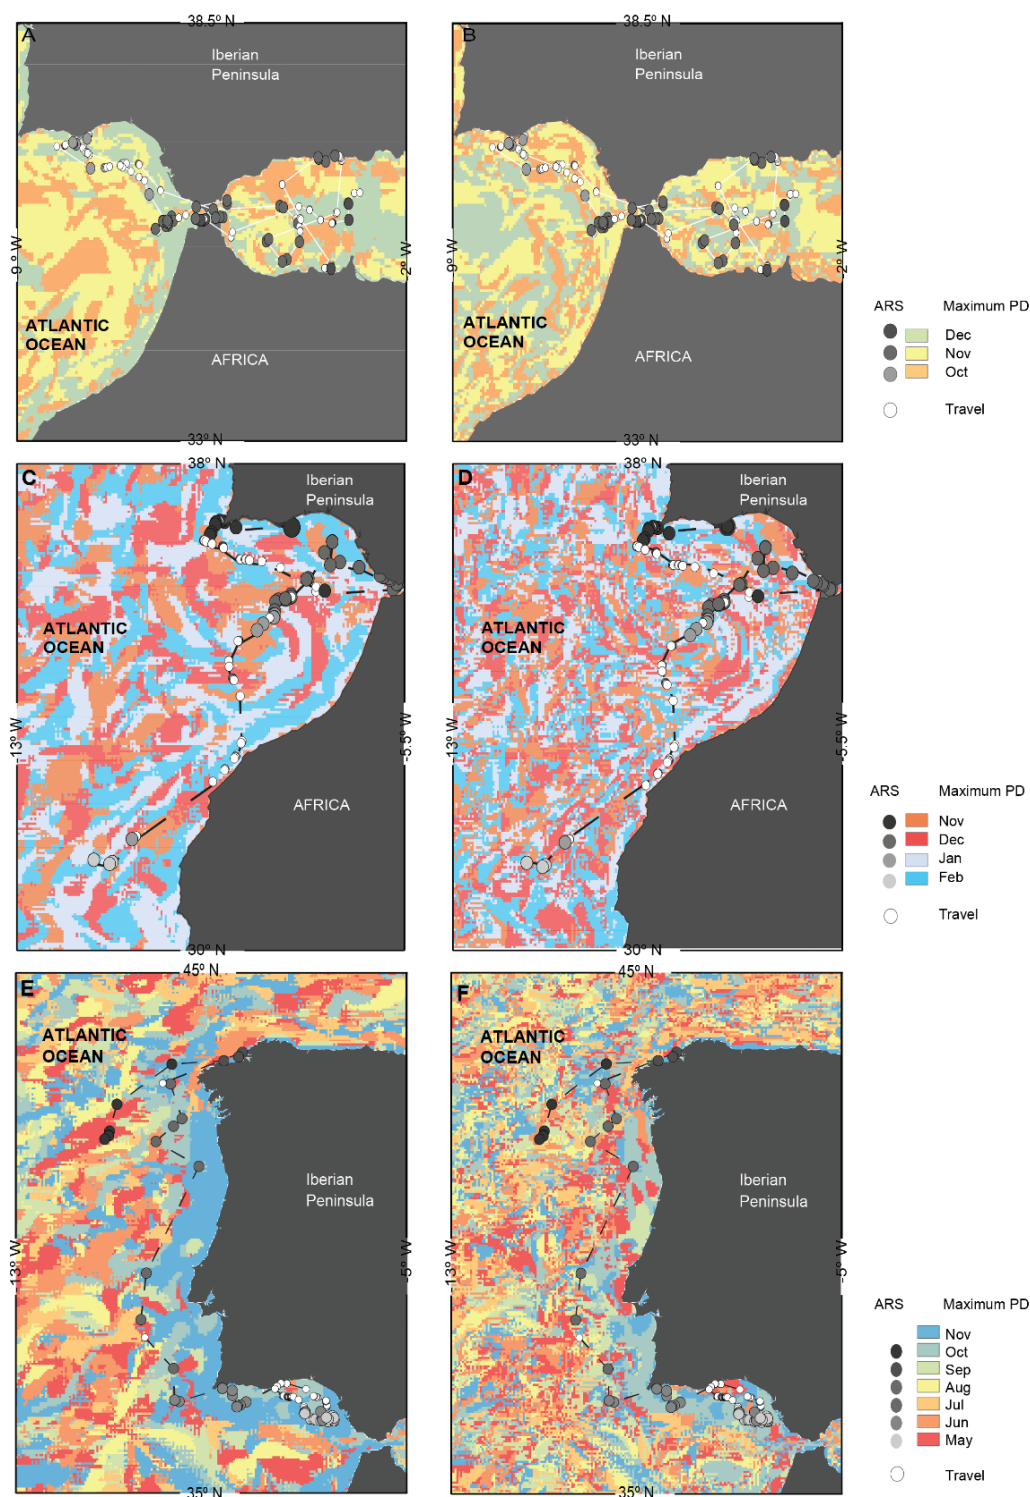 38.5º N
38.5º N
A
B
Iberian
Peninsula
Iberian
Peninsula
-9º W
-2º W
-9º W
-2º W
ATLANTIC
OCEAN
ATLANTIC
OCEAN
AFRICA
AFRICA
33º N
33º N
ARS Maximum PD
Dec
Nov
Oct
Travel
38º N
38º N
C
D
Iberian
Peninsula
Iberian
Peninsula
ATLANTIC
OCEAN
ATLANTIC
OCEAN
-13º W
-5.5º W
-13º W
-5.5º W
AFRICA
AFRICA
30º N
30º N
ARS Maximum PD
Nov
Dec
Jan
Feb
Travel
45º N
45º N
E
F
ATLANTIC
OCEAN
ATLANTIC
OCEAN
Iberian
Peninsula
Iberian
Peninsula
-13º W
-5º W
-13º W
-5º W
35º N
35º N
ARS Maximum PD
Nov
Oct
Sep
Aug
Jul
Jun
May
Travel